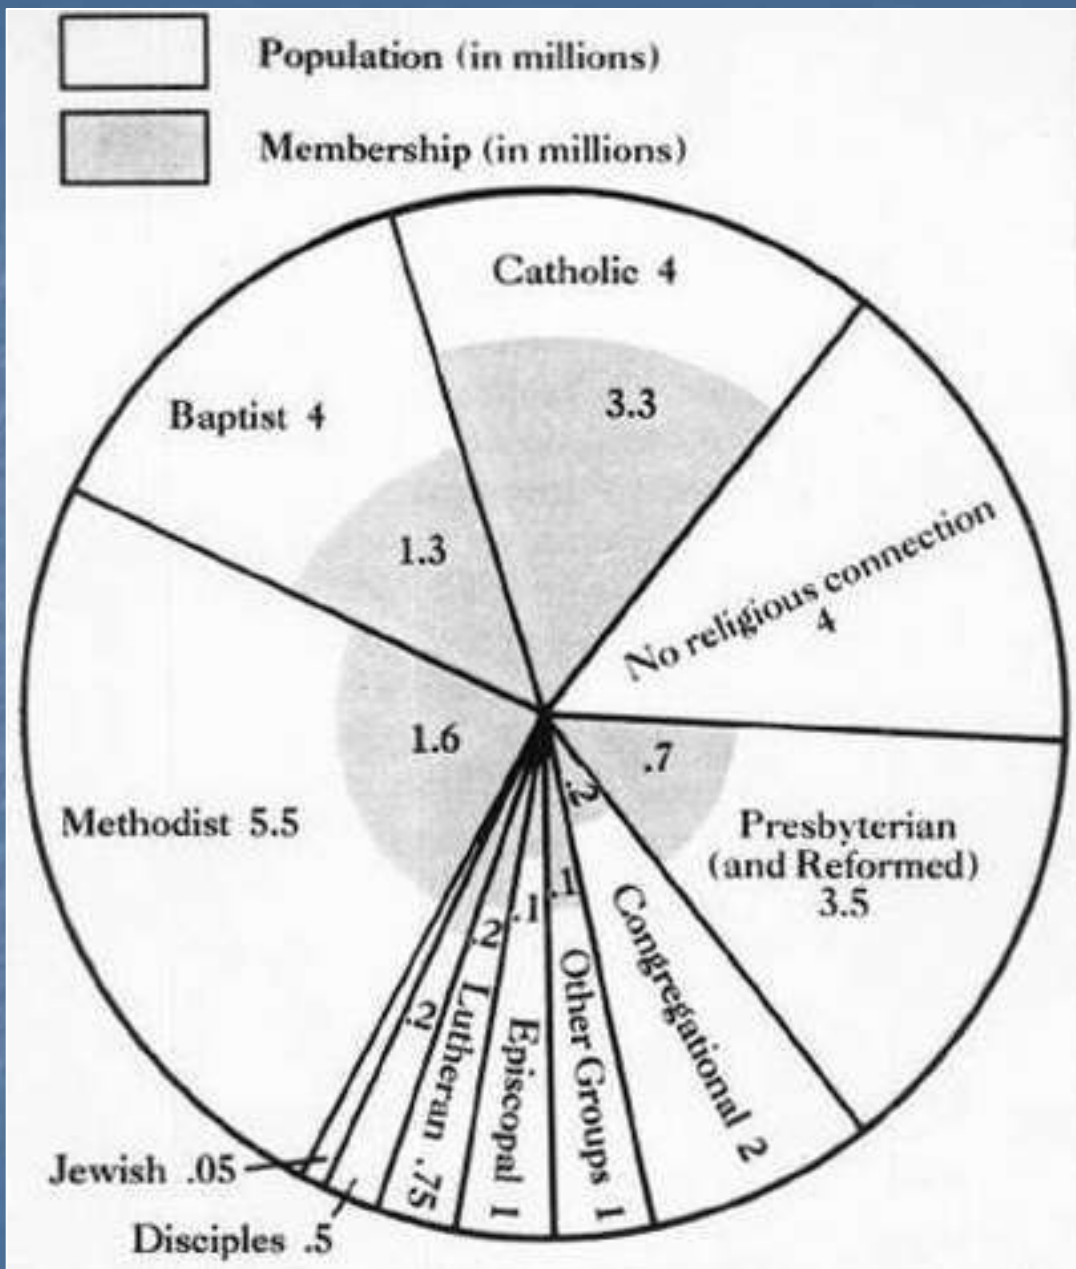 Population (in millions)
Membership (in millions)
Catholic 4
3.3
Baptist 4
1.3
No religious connection
4
Methodist 5.5
1.6
.7
Presbyterian
(and Reformed)
3.5
.2
Congregational 2
.1
Other Groups 1
.1
Episcopal 1
.2
Lutheran .75
.2
Jewish .05
Disciples .5